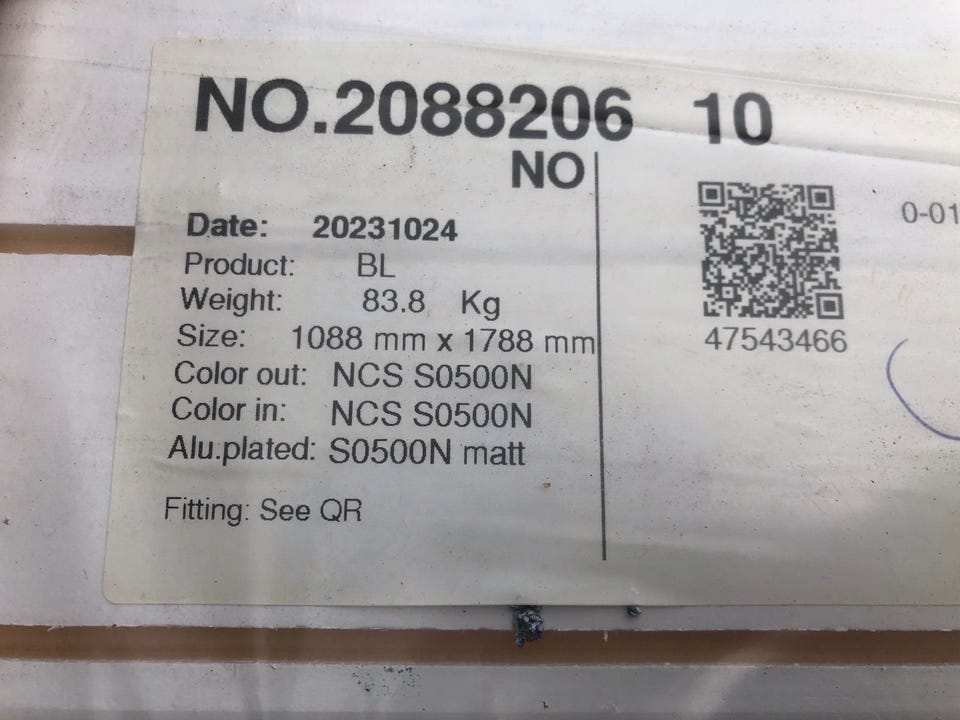 NO.2088206 10
NO
Date: 20231024
Product: BL
Weight: 83.8 Kg
Size: 1088 mm x 1788 mm
Color out: NCS S0500N
Color in: NCS S0500N
Alu.plated: S0500N matt
Fitting: See QR
47543466
0-01